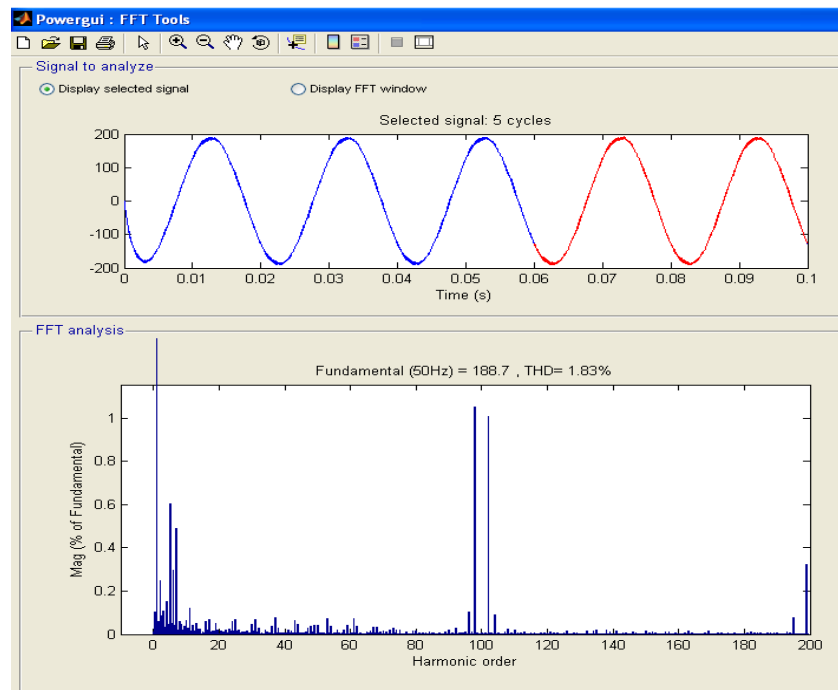 Powergui : FFT Tools
Signal to analyze
Display selected signal
Display FFT window
Selected signal: 5 cycles
200
100
0
-100
-200
0 0.01 0.02 0.03 0.04 0.05 0.06 0.07 0.08 0.09 0.1
Time (s)
FFT analysis
Fundamental (50Hz) = 188.7 , THD= 1.83%
Mag (% of Fundamental)
1
0.8
0.6
0.4
0.2
0
0 20 40 60 80 100 120 140 160 180 200
Harmonic order